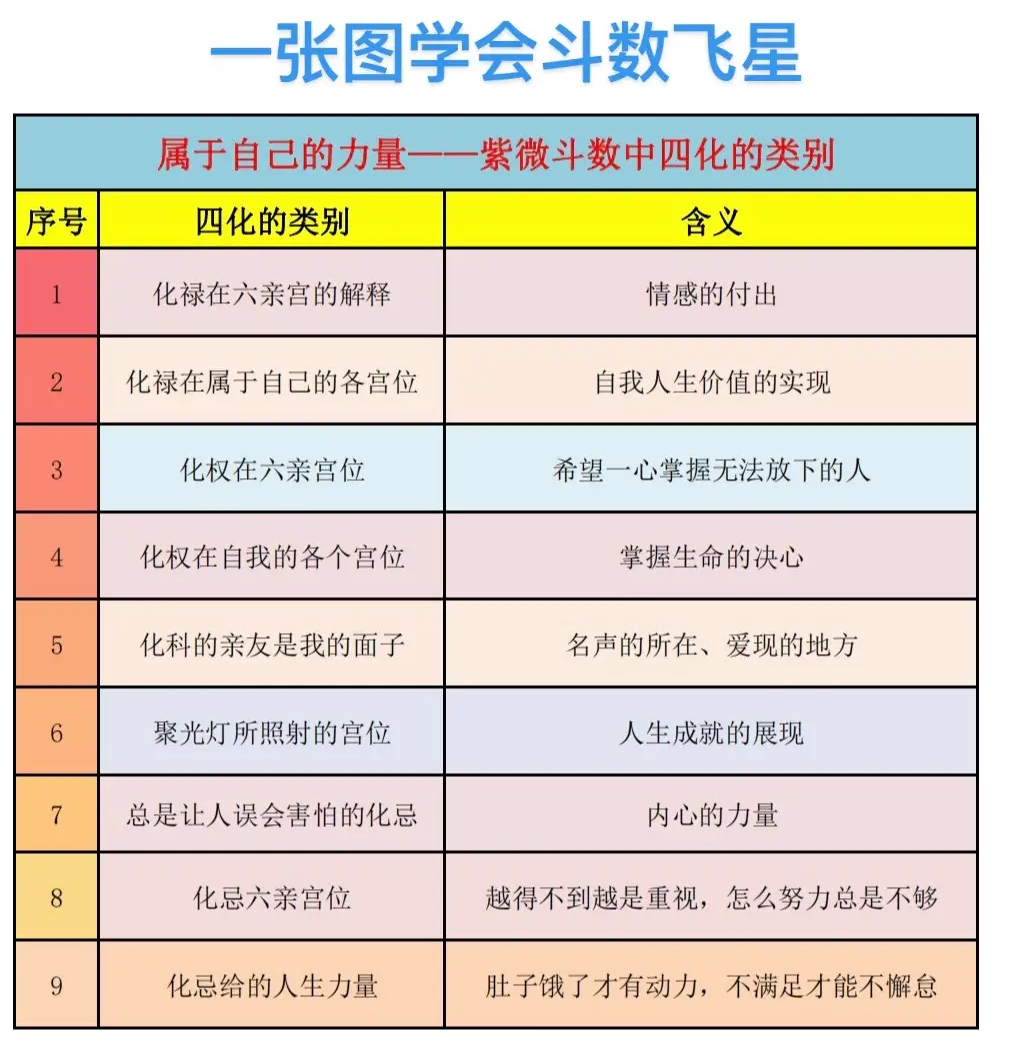 一张图学会斗数飞星
属于自己的力量——紫微斗数中四化的类别
序号 四化的类别 含义
1 化禄在六亲宫的解释 情感的付出
2 化禄在属于自己的各宫位 自我人生价值的实现
3 化权在六亲宫位 希望一心掌握无法放下的人
4 化权在自我的各个宫位 掌握生命的决心
5 化科的亲友是我的面子 名声的所在、爱现的地方
6 聚光灯所照射的宫位 人生成就的展现
7 总是让人误会害怕的化忌 内心的力量
8 化忌六亲宫位 越得不到越是重视，怎么努力总是不够
9 化忌给的人生力量 肚子饿了才有动力，不满足才能不懈怠